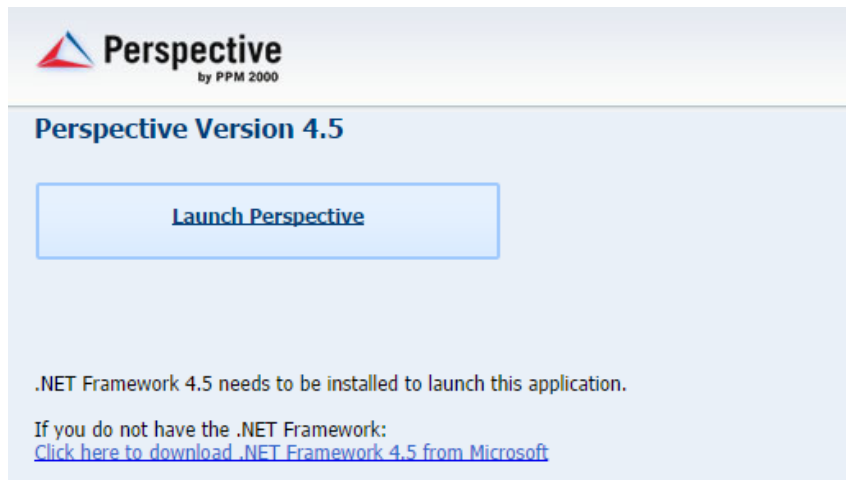 Perspective
by PPM 2000
Perspective Version 4.5
Launch Perspective
.NET Framework 4.5 needs to be installed to launch this application.
If you do not have the .NET Framework:
Click here to download .NET Framework 4.5 from Microsoft